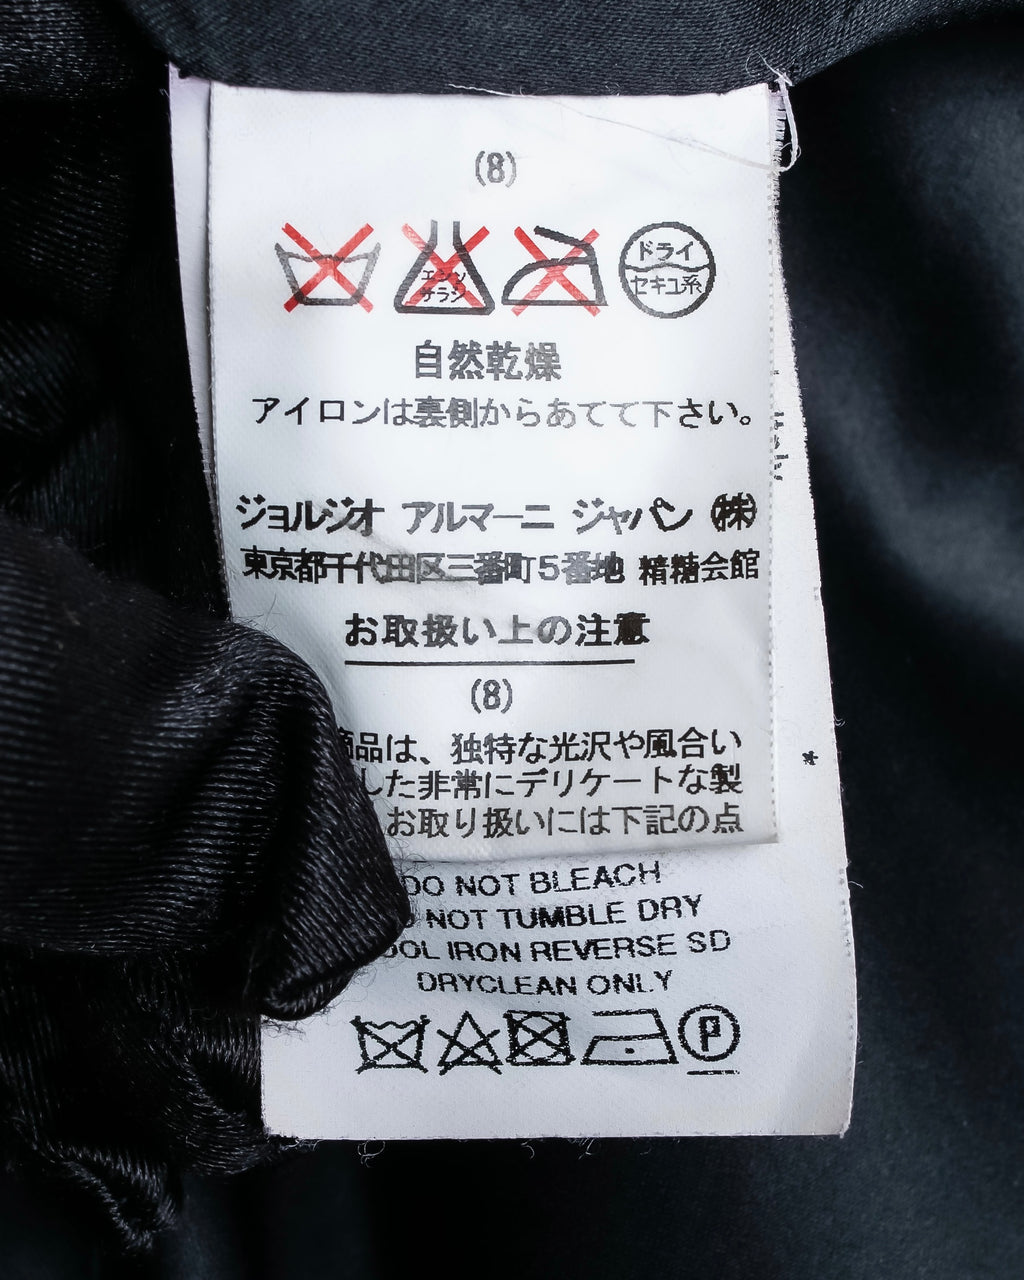 (8)
エンソ
サラシ
ドライ
セキユ系
自然乾燥
アイロンは裏側からあてて下さい。
ジョルジオ アルマーニ ジャパン ㈱
東京都千代田区三番町5番地 精糖会館
お取扱い上の注意
(8)
商品は、独特な光沢や風合い
した非常にデリケートな製
お取り扱いには下記の点
DO NOT BLEACH
NOT TUMBLE DRY
IRON REVERSE SD
DRYCLEAN ONLY
P